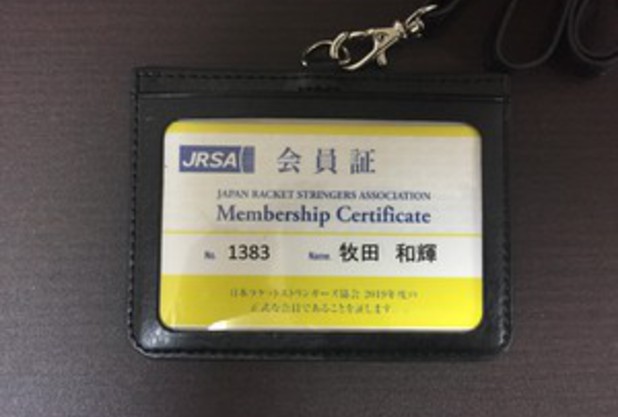 JRSA 会員証
JAPAN RACKET STRINGERS ASSOCIATION
Membership Certificate
No. 1383 Name. 牧田 和輝
日本ラケットストリンガーズ協会 2019年度の
正式な会員であることを証します